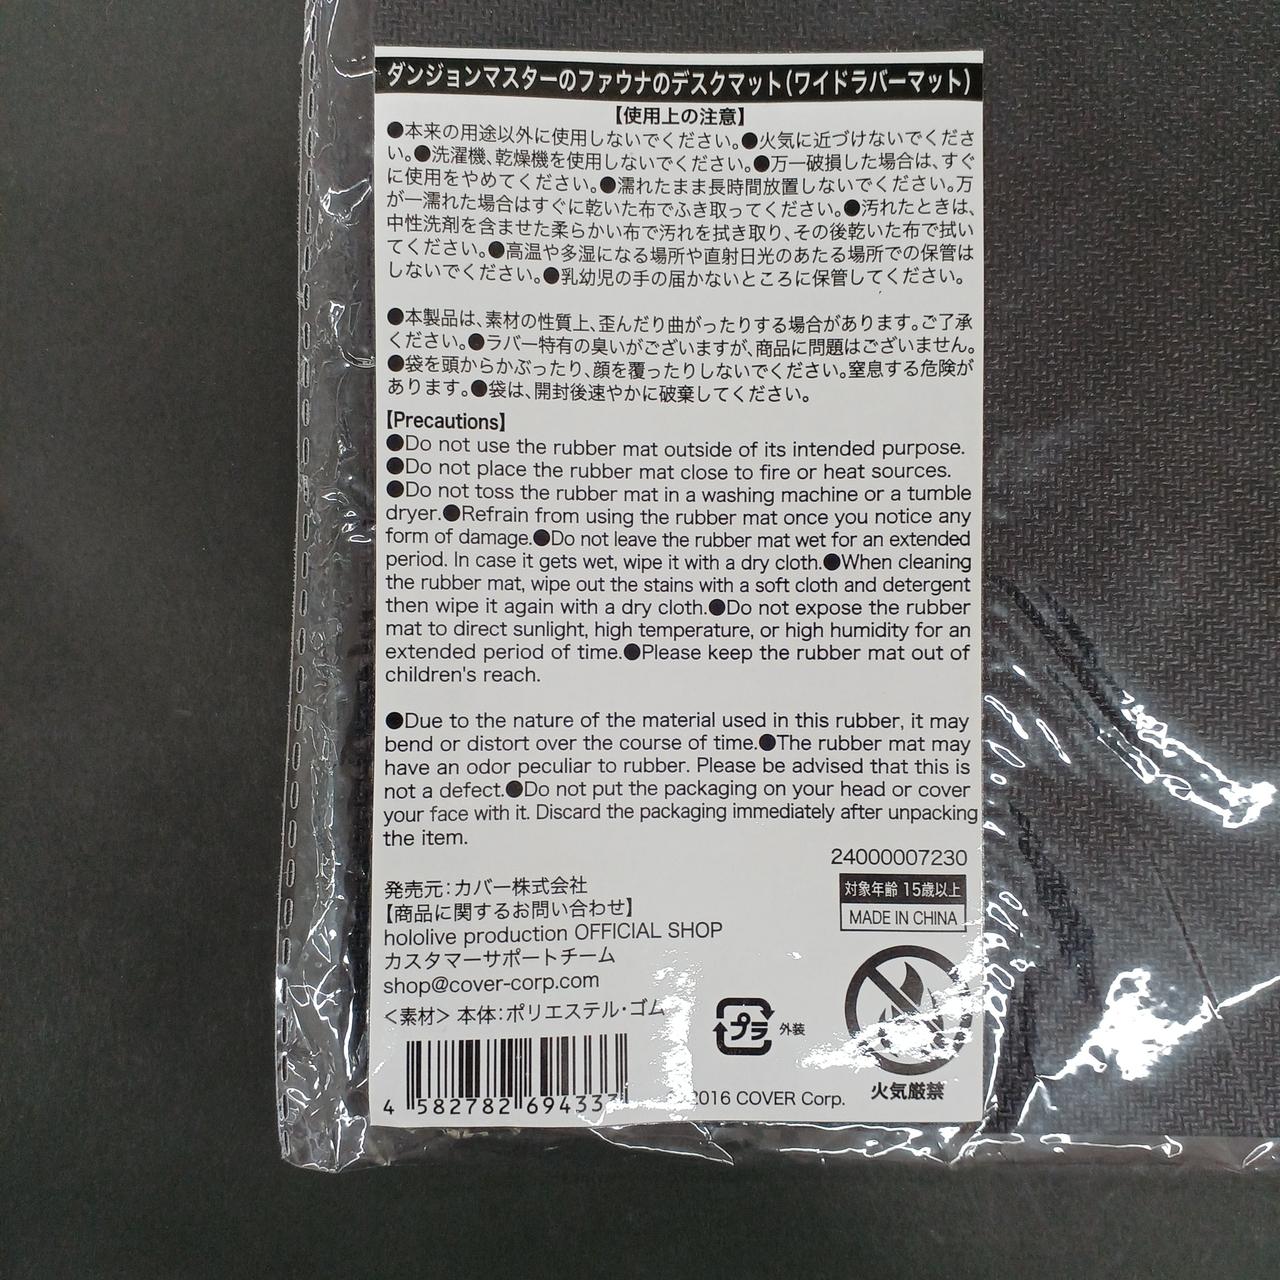 ダンジョンマスターのファウナのデスクマット(ワイドラバーマット)
【使用上の注意】
●本来の用途以外に使用しないでください。●火気に近づけないでくださ
い。●洗濯機、乾燥機を使用しないでください。●万一破損した場合は、すぐ
に使用をやめてください。●濡れたまま長時間放置しないでください。万
が一濡れた場合はすぐに乾いた布でふき取ってください。●汚れたときは、
中性洗剤を含ませた柔らかい布で汚れを拭き取り、その後乾いた布で拭い
てください。●高温や多湿になる場所や直射日光のあたる場所での保管は
しないでください。●乳幼児の手の届かないところに保管してください。
●本製品は、素材の性質上、歪んだり曲がったりする場合があります。ご了承
ください。●ラバー特有の臭いがございますが、商品に問題はございません。
●袋を頭からかぶったり、顔を覆ったりしないでください。窒息する危険が
あります。●袋は、開封後速やかに破棄してください。
【Precautions】
●Do not use the rubber mat outside of its intended purpose.
●Do not place the rubber mat close to fire or heat sources.
●Do not toss the rubber mat in a washing machine or a tumble
dryer.●Refrain from using the rubber mat once you notice any
form of damage.●Do not leave the rubber mat wet for an extended
period. In case it gets wet, wipe it with a dry cloth.●When cleaning
the rubber mat, wipe out the stains with a soft cloth and detergent
then wipe it again with a dry cloth.●Do not expose the rubber
mat to direct sunlight, high temperature, or high humidity for an
extended period of time.●Please keep the rubber mat out of
children's reach.
●Due to the nature of the material used in this rubber, it may
bend or distort over the course of time.●The rubber mat may
have an odor peculiar to rubber. Please be advised that this is
not a defect.●Do not put the packaging on your head or cover
your face with it. Discard the packaging immediately after unpacking
the item.
24000007230
発売元:カバー株式会社
【商品に関するお問い合わせ】
hololive production OFFICIAL SHOP
カスタマーサポートチーム
shop@cover-corp.com
<素材> 本体:ポリエステル・ゴム
対象年齢 15歳以上
MADE IN CHINA
プラ 外装
火気厳禁
4 582782 694337
2016 COVER Corp.